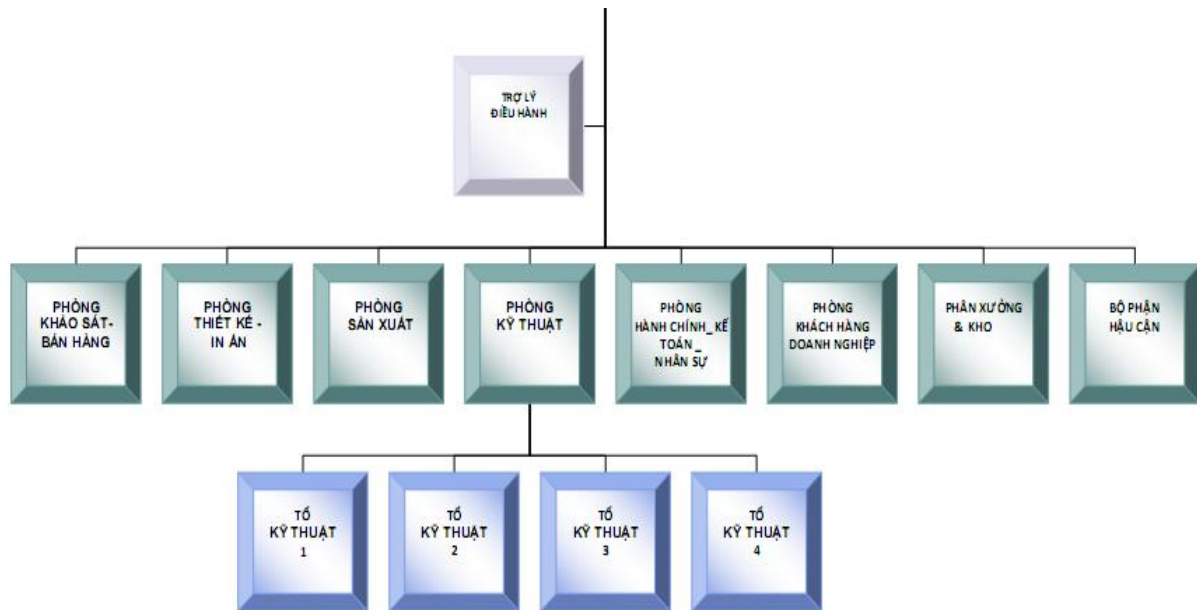 TRỢ LÝ
ĐIỀU HÀNH
PHÒNG
KHẢO SÁT-
BÁN HÀNG
PHÒNG
THIẾT KẾ -
IN ẤN
PHÒNG
SẢN XUẤT
PHÒNG
KỸ THUẬT
PHÒNG
HÀNH CHÍNH_KẾ
TOÁN _
NHÂN SỰ
PHÒNG
KHÁCH HÀNG
DOANH NGHIỆP
PHÂN XƯỞNG
& KHO
BỘ PHẬN
HẬU CẬN
TỔ
KỸ THUẬT
1
TỔ
KỸ THUẬT
2
TỔ
KỸ THUẬT
3
TỔ
KỸ THUẬT
4